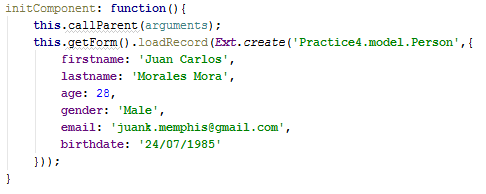 initComponent: function(){
this.callParent(arguments);
this.getForm().loadRecord(Ext.create('Practice4.model.Person',{
firstname: 'Juan Carlos',
lastname: 'Morales Mora',
age: 28,
gender: 'Male',
email: 'juank.memphis@gmail.com',
birthdate: '24/07/1985'
}));
}